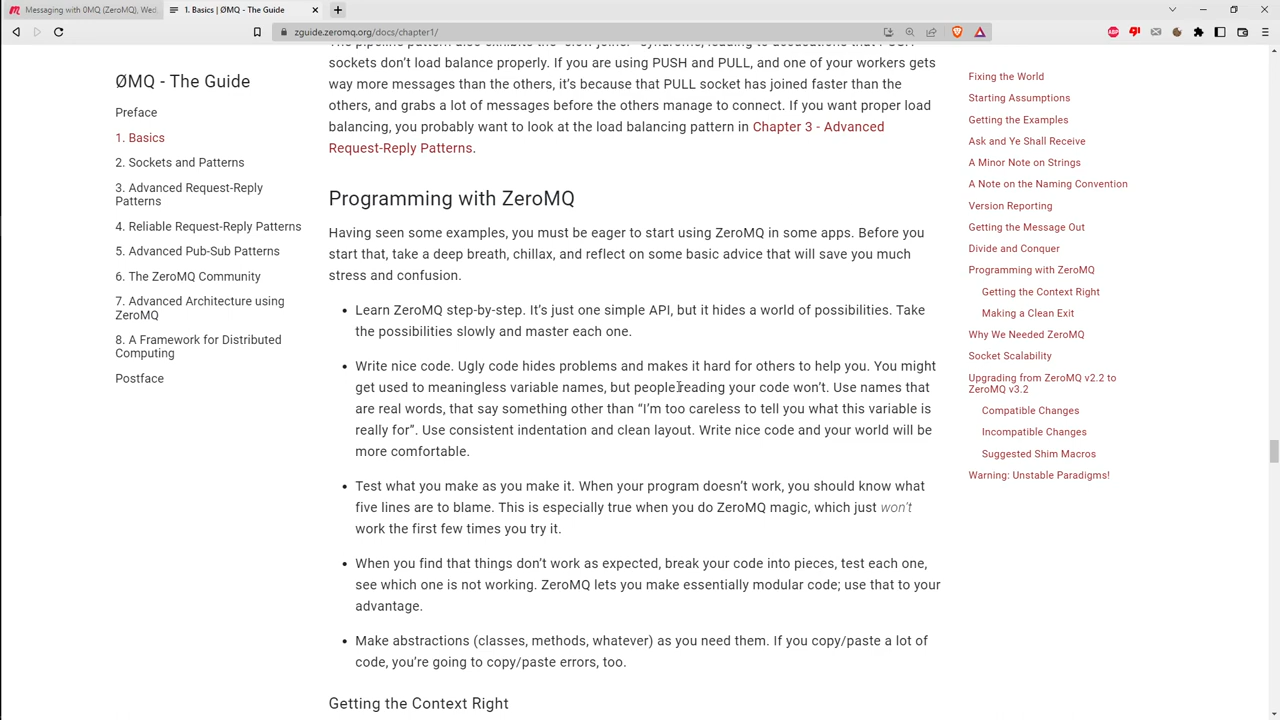 Messaging with 0MQ (ZeroMQ), Wed,
1. Basics | ØMQ - The Guide
zguide.zeromq.org/docs/chapter1/
ØMQ - The Guide
Preface
1. Basics
2. Sockets and Patterns
3. Advanced Request-Reply
Patterns
4. Reliable Request-Reply Patterns
5. Advanced Pub-Sub Patterns
6. The ZeroMQ Community
7. Advanced Architecture using
ZeroMQ
8. A Framework for Distributed
Computing
Postface
The pipeline pattern also exhibits the "slow joiner" syndrome, leading to accusations that PUSH
sockets don't load balance properly. If you are using PUSH and PULL, and one of your workers gets
way more messages than the others, it's because that PULL socket has joined faster than the
others, and grabs a lot of messages before the others manage to connect. If you want proper load
balancing, you probably want to look at the load balancing pattern in Chapter 3 - Advanced
Request-Reply Patterns.
Programming with ZeroMQ
Having seen some examples, you must be eager to start using ZeroMQ in some apps. Before you
start that, take a deep breath, chillax, and reflect on some basic advice that will save you much
stress and confusion.
• Learn ZeroMQ step-by-step. It's just one simple API, but it hides a world of possibilities. Take
the possibilities slowly and master each one.
• Write nice code. Ugly code hides problems and makes it hard for others to help you. You might
get used to meaningless variable names, but people reading your code won't. Use names that
are real words, that say something other than “I'm too careless to tell you what this variable is
really for”. Use consistent indentation and clean layout. Write nice code and your world will be
more comfortable.
• Test what you make as you make it. When your program doesn't work, you should know what
five lines are to blame. This is especially true when you do ZeroMQ magic, which just won't
work the first few times you try it.
• When you find that things don't work as expected, break your code into pieces, test each one,
see which one is not working. ZeroMQ lets you make essentially modular code; use that to your
advantage.
• Make abstractions (classes, methods, whatever) as you need them. If you copy/paste a lot of
code, you're going to copy/paste errors, too.
Getting the Context Right
Fixing the World
Starting Assumptions
Getting the Examples
Ask and Ye Shall Receive
A Minor Note on Strings
A Note on the Naming Convention
Version Reporting
Getting the Message Out
Divide and Conquer
Programming with ZeroMQ
Getting the Context Right
Making a Clean Exit
Why We Needed ZeroMQ
Socket Scalability
Upgrading from ZeroMQ v2.2 to
ZeroMQ v3.2
Compatible Changes
Incompatible Changes
Suggested Shim Macros
Warning: Unstable Paradigms!